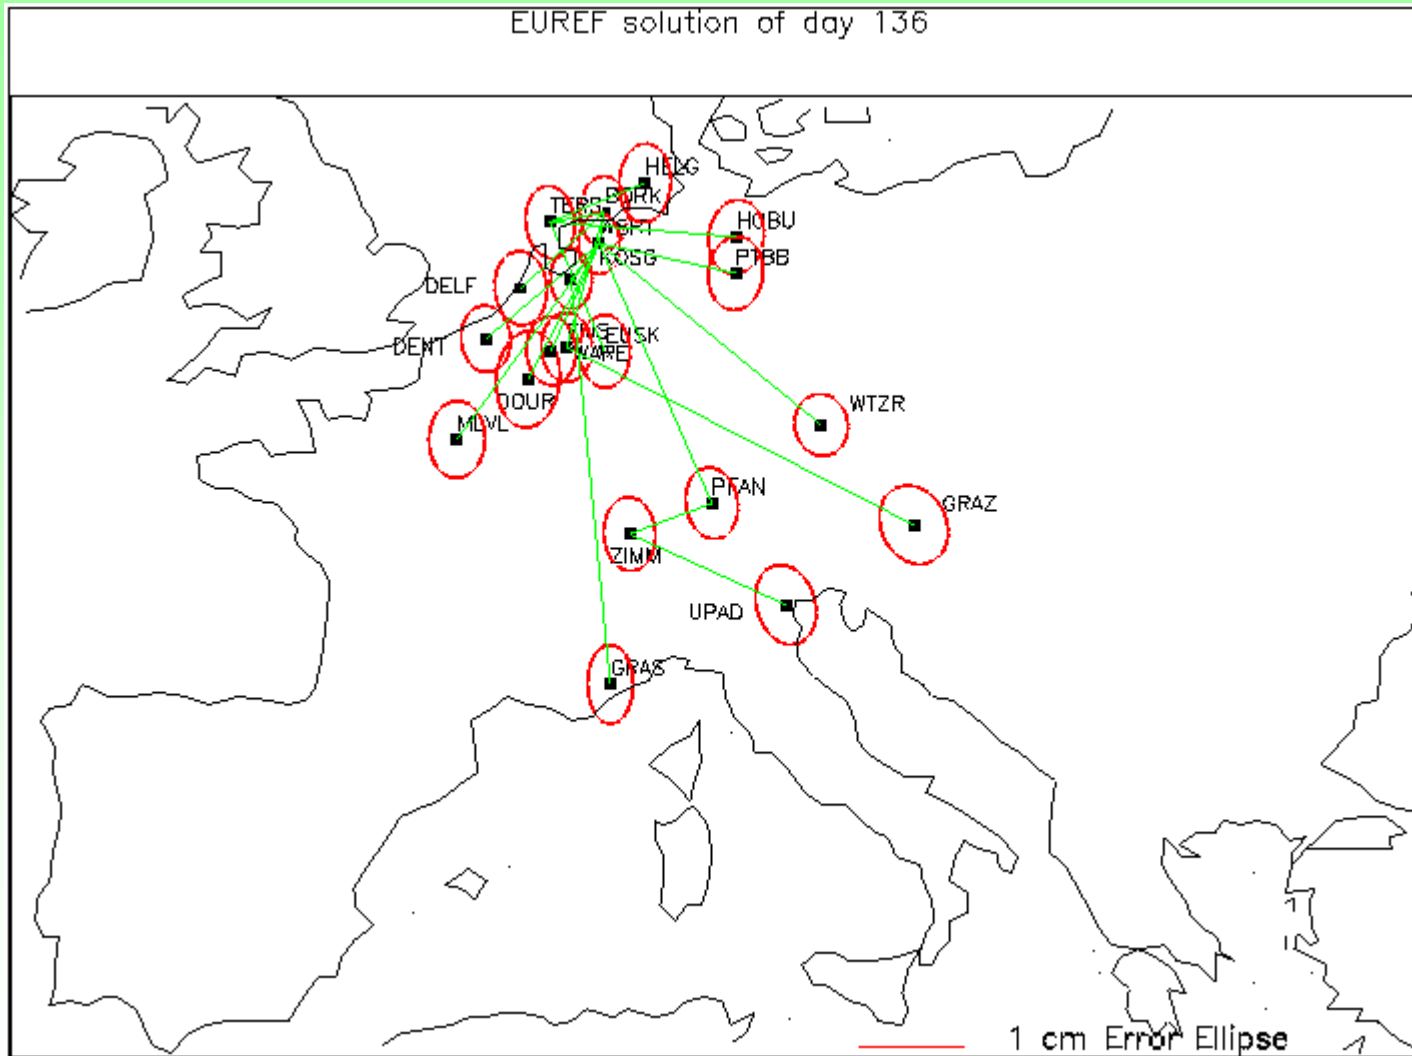 EUREF solution of day 136
HELG
BORK
TERS
HOBU
PTBB
KOSG
DELF
DENT
EUSK
WARE
DOUR
MLVL
WTZR
PFAN
GRAZ
ZIMM
UPAD
GRAS
1 cm Error Ellipse